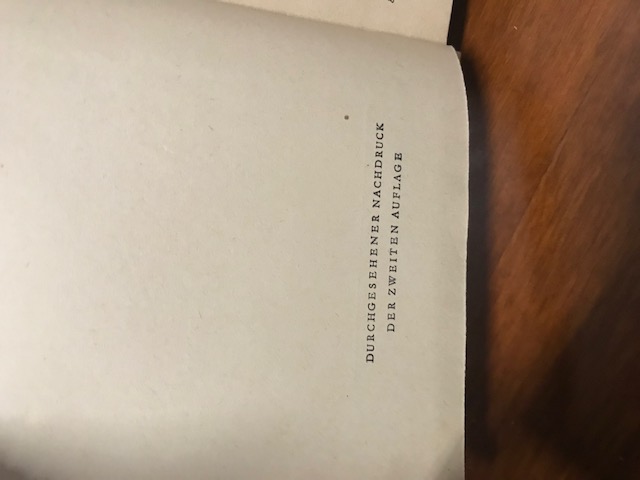 DURCHGESEHENER NACHDRUCK
DER ZWEITEN AUFLAGE